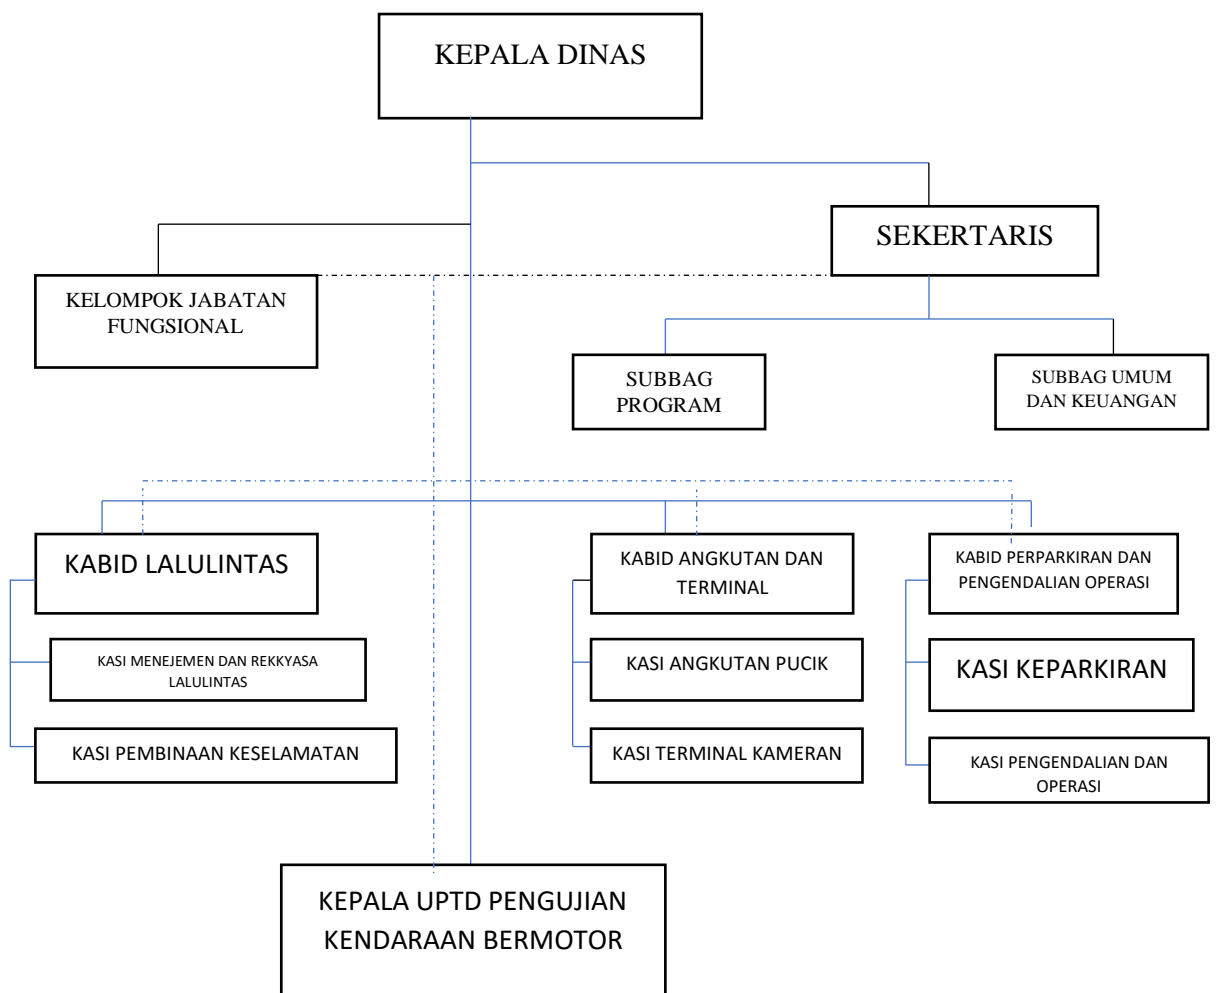 KEPALA DINAS
SEKERTARIS
KELOMPOK JABATAN
FUNGSIONAL
SUBBAG
PROGRAM
SUBBAG UMUM
DAN KEUANGAN
KABID LALULINTAS
KABID ANGKUTAN DAN
TERMINAL
KABID PERPARKIRAN DAN
PENGENDALIAN OPERASI
KASI MENEJEMEN DAN REKKYASA
LALULINTAS
KASI ANGKUTAN PUCIK
KASI KEPARKIRAN
KASI PEMBINAAN KESELAMATAN
KASI TERMINAL KAMERAN
KASI PENGENDALIAN DAN
OPERASI
KEPALA UPTD PENGUJIAN
KENDARAAN BERMOTOR